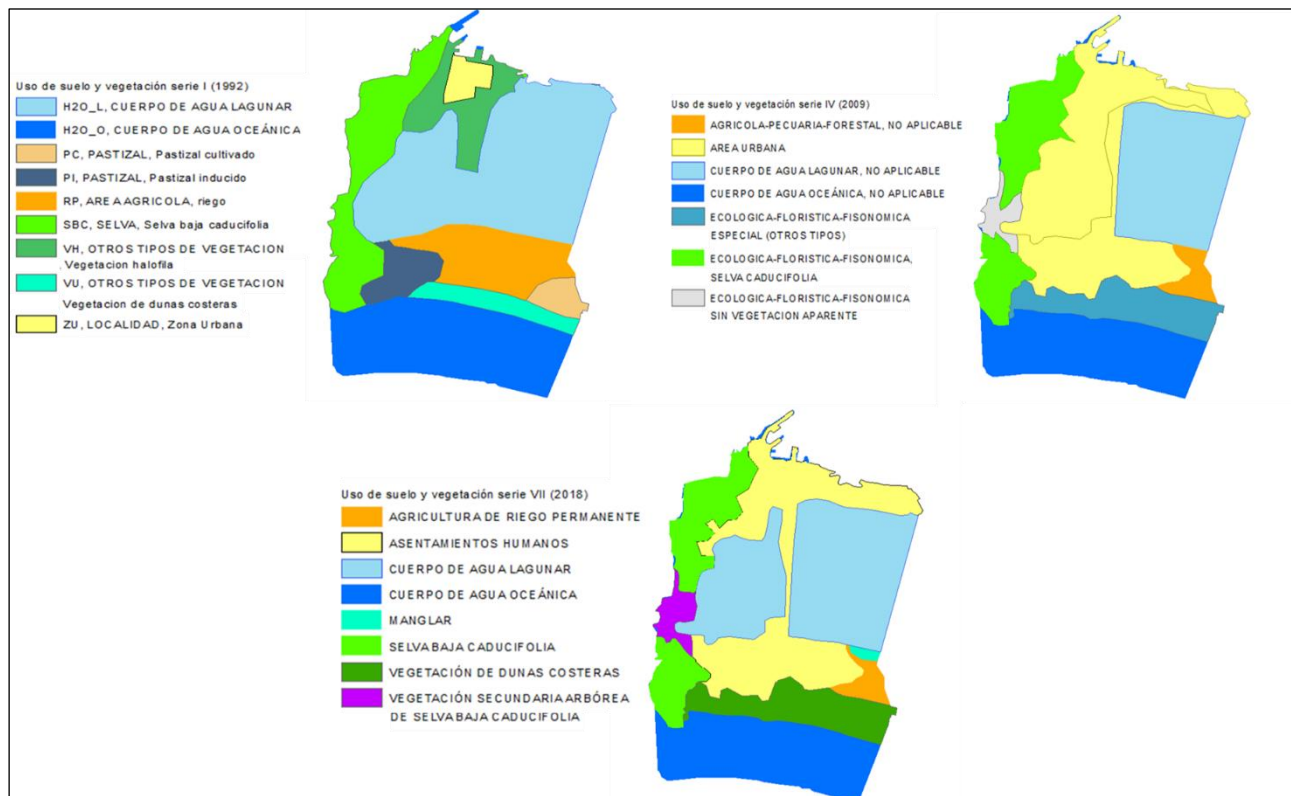 Uso de suelo y vegetación serie I (1992)
H2O_L, CUERPO DE AGUA LAGUNAR
H2O_O, CUERPO DE AGUA OCEÁNICA
PC, PASTIZAL, Pastizal cultivado
PI, PASTIZAL, Pastizal inducido
RP, AREA AGRICOLA, riego
SBC, SELVA, Selva baja caducifolia
VH, OTROS TIPOS DE VEGETACION
Vegetacion halofila
VU, OTROS TIPOS DE VEGETACION
Vegetacion de dunas costeras
ZU, LOCALIDAD, Zona Urbana
Uso de suelo y vegetación serie IV (2009)
AGRICOLA-PECUARIA-FORESTAL, NO APLICABLE
AREA URBANA
CUERPO DE AGUA LAGUNAR, NO APLICABLE
CUERPO DE AGUA OCEÁNICA, NO APLICABLE
ECOLOGICA-FLORISTICA-FISONOMICA
ESPECIAL (OTROS TIPOS)
ECOLOGICA-FLORISTICA-FISONOMICA,
SELVA CADUCIFOLIA
ECOLOGICA-FLORISTICA-FISONOMICA
SIN VEGETACION APARENTE
Uso de suelo y vegetación serie VII (2018)
AGRICULTURA DE RIEGO PERMANENTE
ASENTAMIENTOS HUMANOS
CUERPO DE AGUA LAGUNAR
CUERPO DE AGUA OCEÁNICA
MANGLAR
SELVA BAJA CADUCIFOLIA
VEGETACIÓN DE DUNAS COSTERAS
VEGETACIÓN SECUNDARIA ARBÓREA
DE SELVA BAJA CADUCIFOLIA